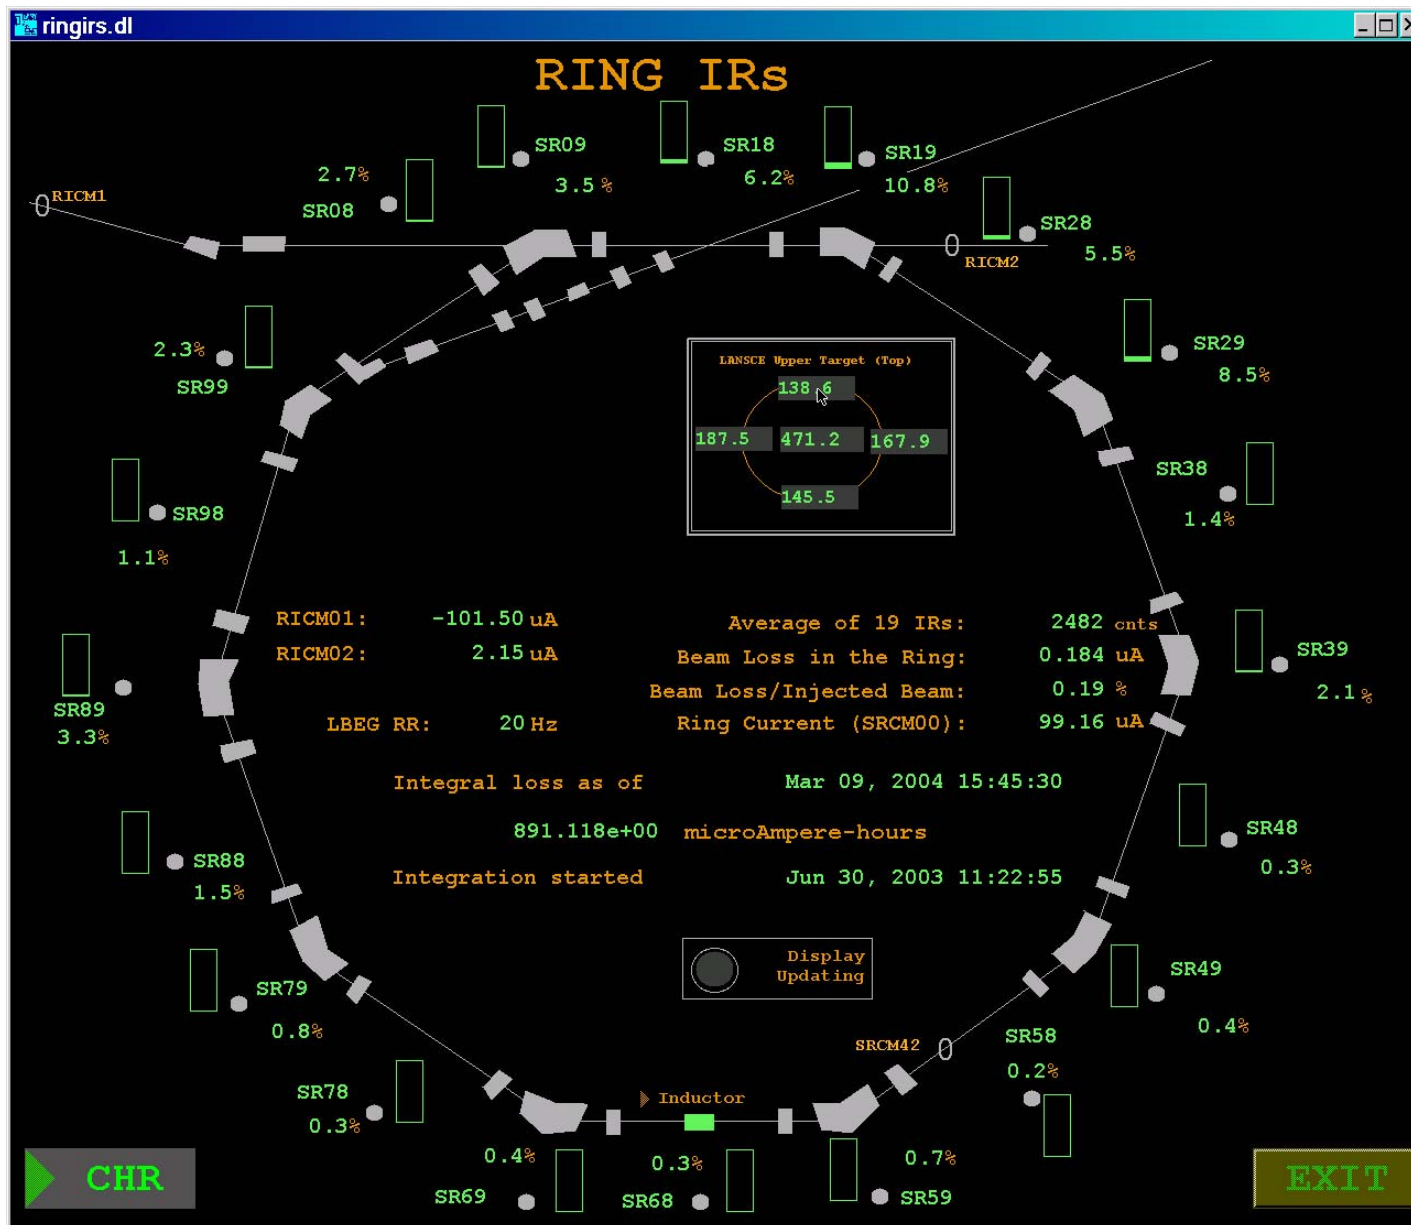 ringirs.dl
RING IRs
SR09
3.5 %
SR18
6.2%
SR19
10.8%
2.7%
SR08
RICM1
SR28
5.5%
RICM2
2.3%
SR99
SR29
8.5%
LANSCE Upper Target (Top)
138.6
187.5 471.2 167.9
145.5
SR38
1.4%
SR98
1.1%
RICM01: -101.50 uA
RICM02: 2.15 uA
LBEG RR: 20 Hz
Average of 19 IRs: 2482 cnts
Beam Loss in the Ring: 0.184 uA
Beam Loss/Injected Beam: 0.19 %
Ring Current (SRCM00): 99.16 uA
SR39
2.1 %
SR89
3.3%
Integral loss as of Mar 09, 2004 15:45:30
891.118e+00 microAmpere-hours
Integration started Jun 30, 2003 11:22:55
SR48
0.3%
SR88
1.5%
Display
Updating
SR49
0.4%
SR79
0.8%
SRCM42
SR58
0.2%
SR78
0.3%
Inductor
0.4%
SR69
0.3%
SR68
0.7%
SR59
CHR
EXIT